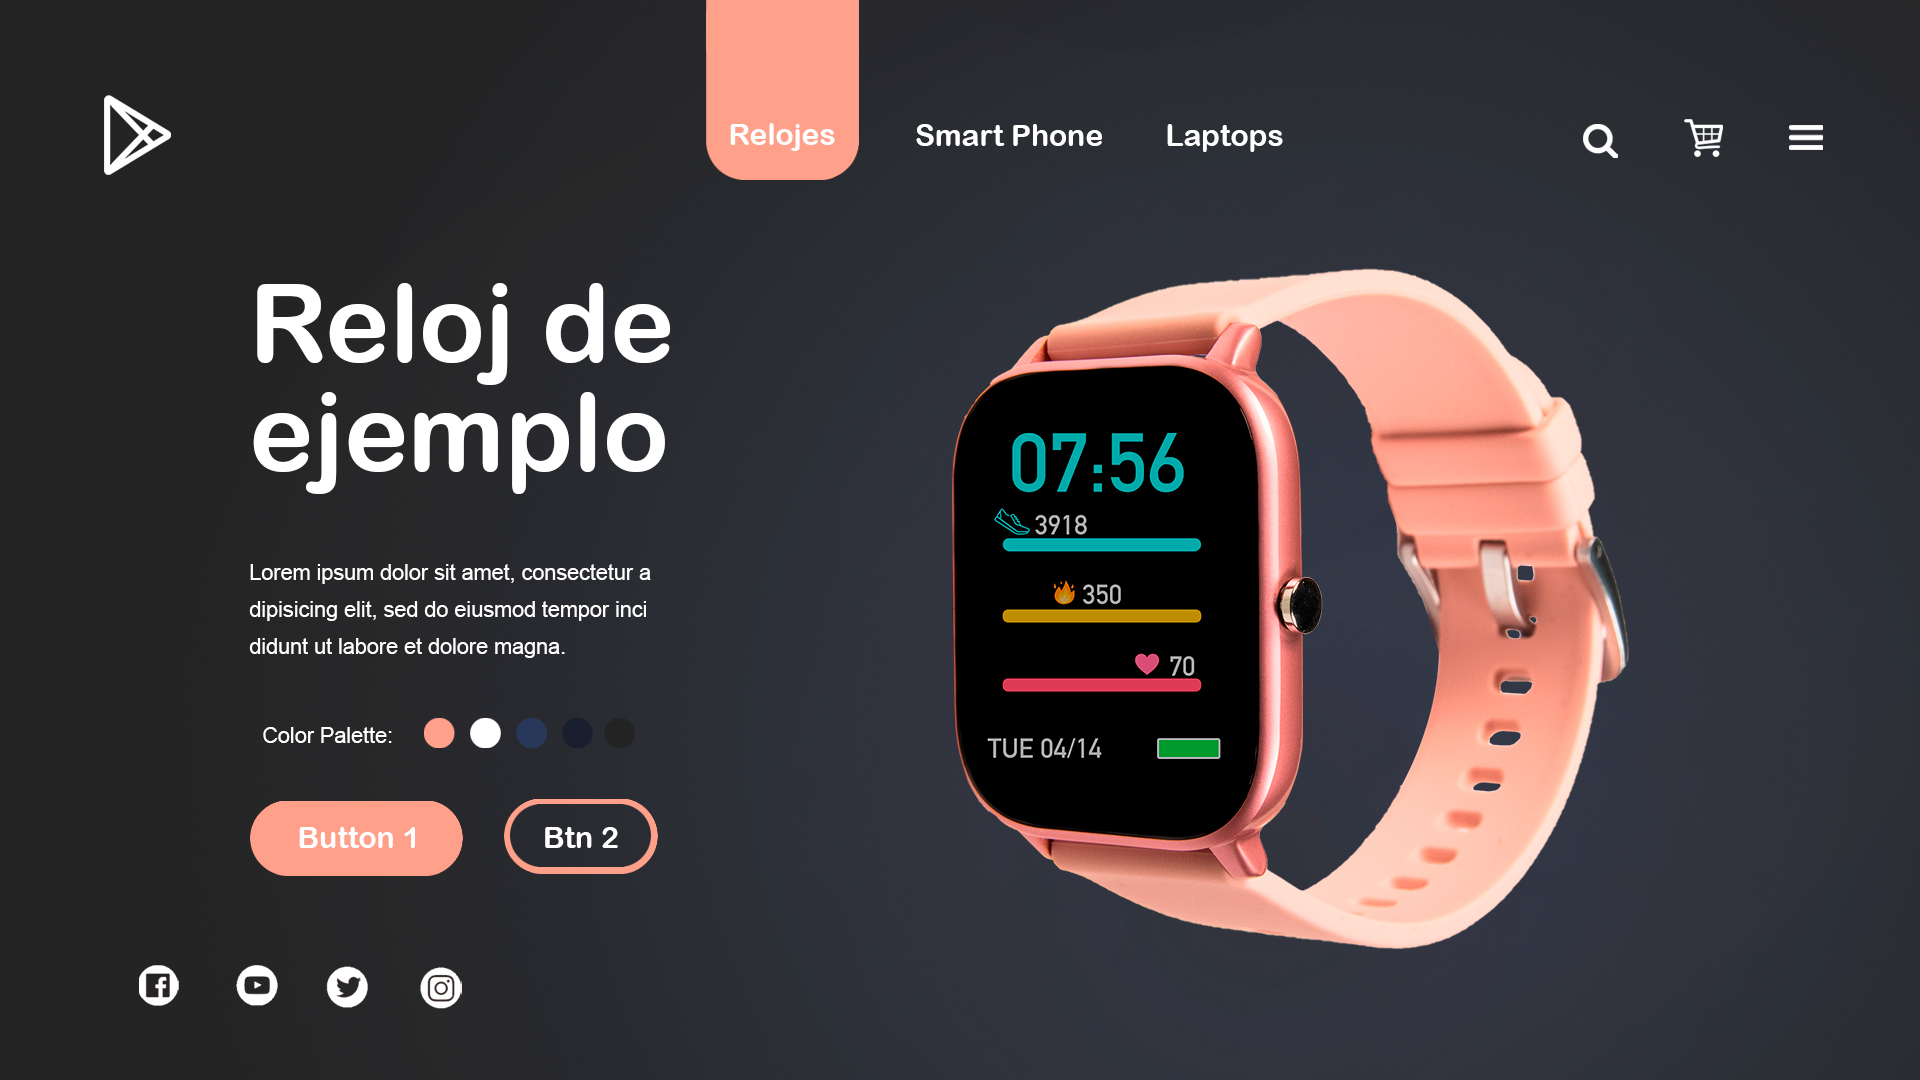 Relojes
Smart Phone
Laptops
Reloj de
ejemplo
Lorem ipsum dolor sit amet, consectetur a
dipisicing elit, sed do eiusmod tempor inci
didunt ut labore et dolore magna.
Color Palette:
Button 1
Btn 2
07:56
3918
350
70
TUE 04/14